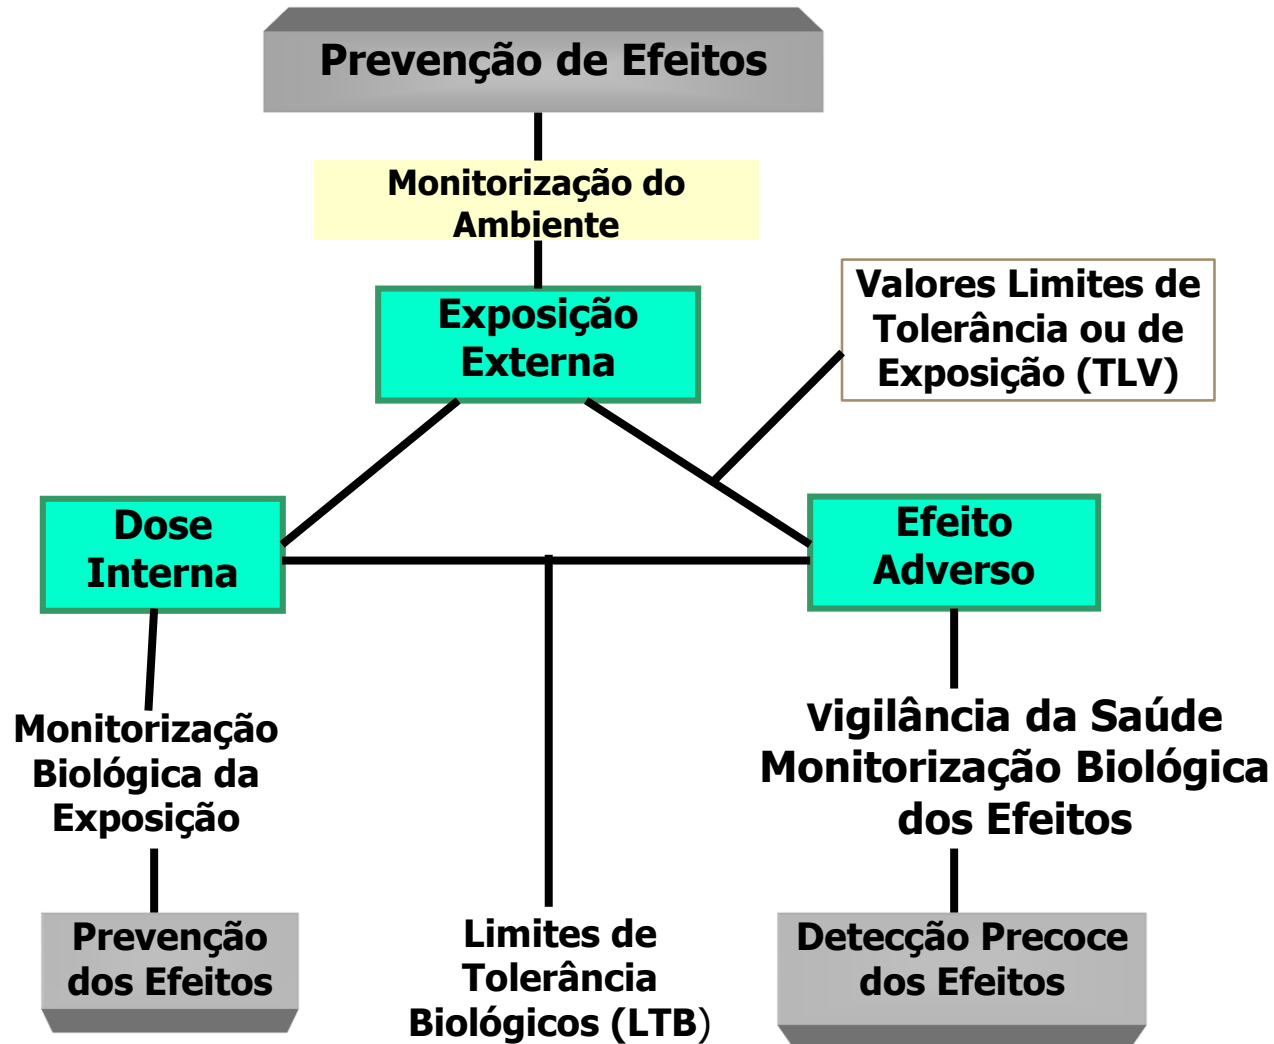 Prevenção de Efeitos
Monitorização do
Ambiente
Exposição
Externa
Valores Limites de
Tolerância ou de
Exposição (TLV)
Dose
Interna
Efeito
Adverso
Monitorização
Biológica da
Exposição
Vigilância da Saúde
Monitorização Biológica
dos Efeitos
Prevenção
dos Efeitos
Limites de
Tolerância
Biológicos (LTB)
Detecção Precoce
dos Efeitos